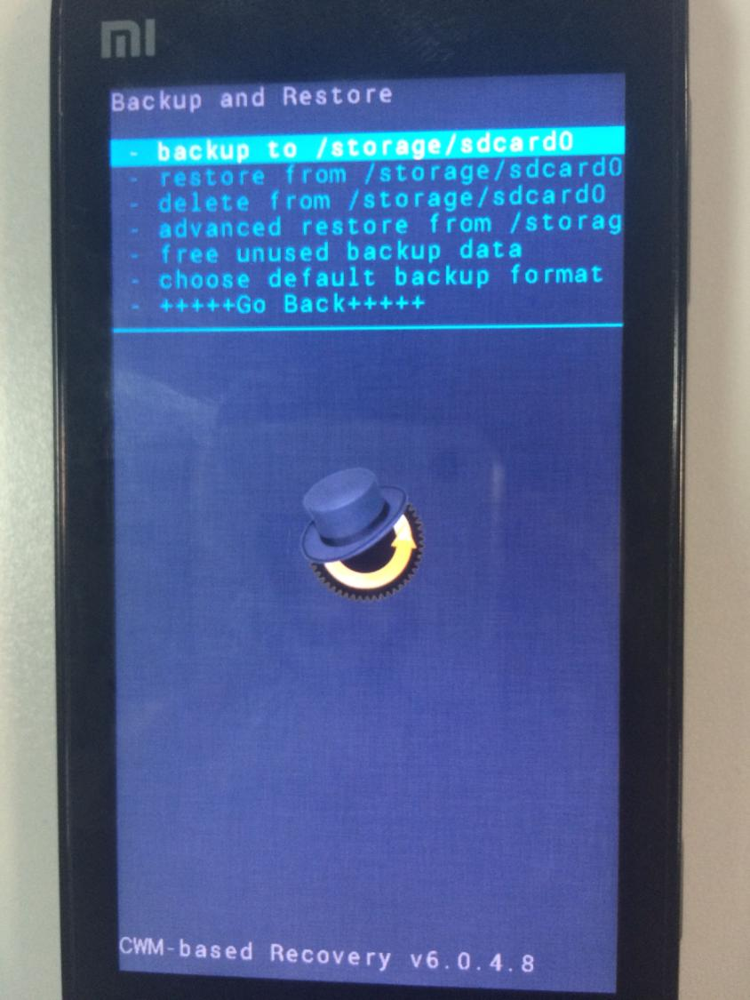 mi
Backup and Restore
- backup to /storage/sdcard0
- restore from /storage/sdcard0
- delete from /storage/sdcard0
- advanced restore from /storag
- free unused backup data
- choose default backup format
- +++++Go Back+++++
CWM-based Recovery v6.0.4.8